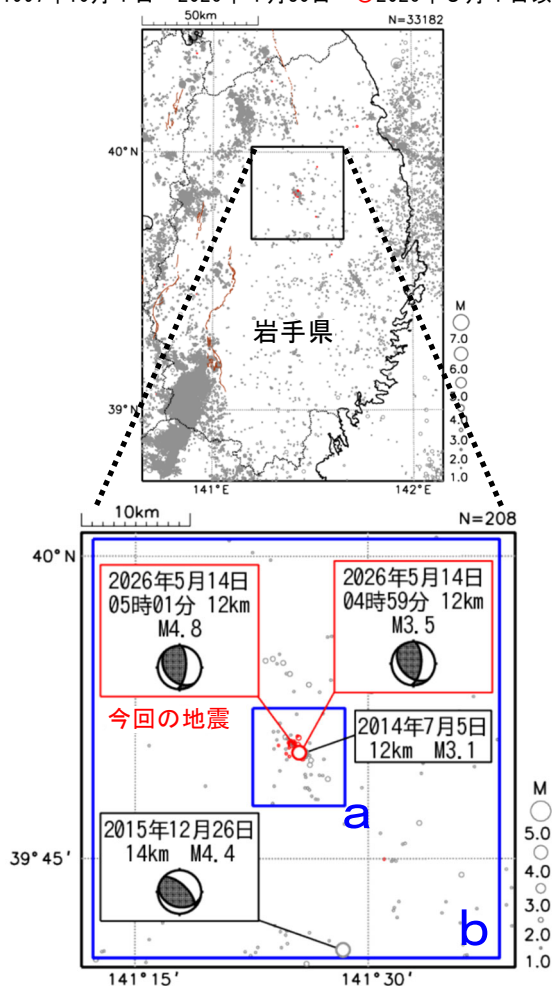 50km
N=33182
40°N
岩手県
39°N
M
7.0
6.0
5.0
4.0
3.0
2.0
1.0
141°E
142°E
10km
N=208
40°N
2026年5月14日
05時01分 12km
M4.8
2026年5月14日
04時59分 12km
M3.5
今回の地震
2014年7月5日
12km M3.1
a
2015年12月26日
14km M4.4
39°45′
b
M
5.0
4.0
3.0
2.0
1.0
141°15′
141°30′